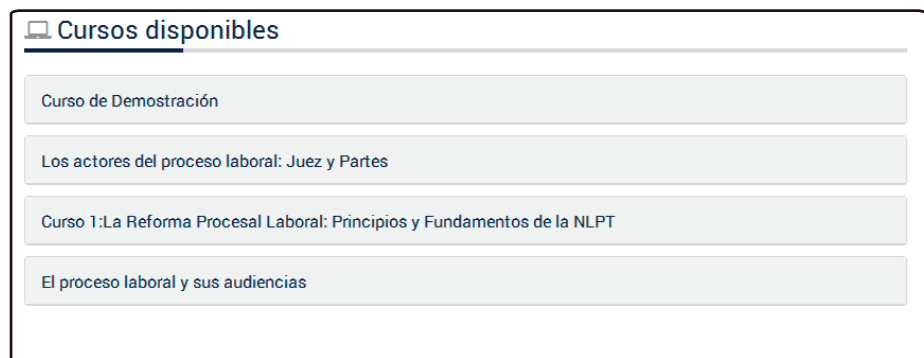 Cursos disponibles
Curso de Demostración
Los actores del proceso laboral: Juez y Partes
Curso 1:La Reforma Procesal Laboral: Principios y Fundamentos de la NLPT
El proceso laboral y sus audiencias